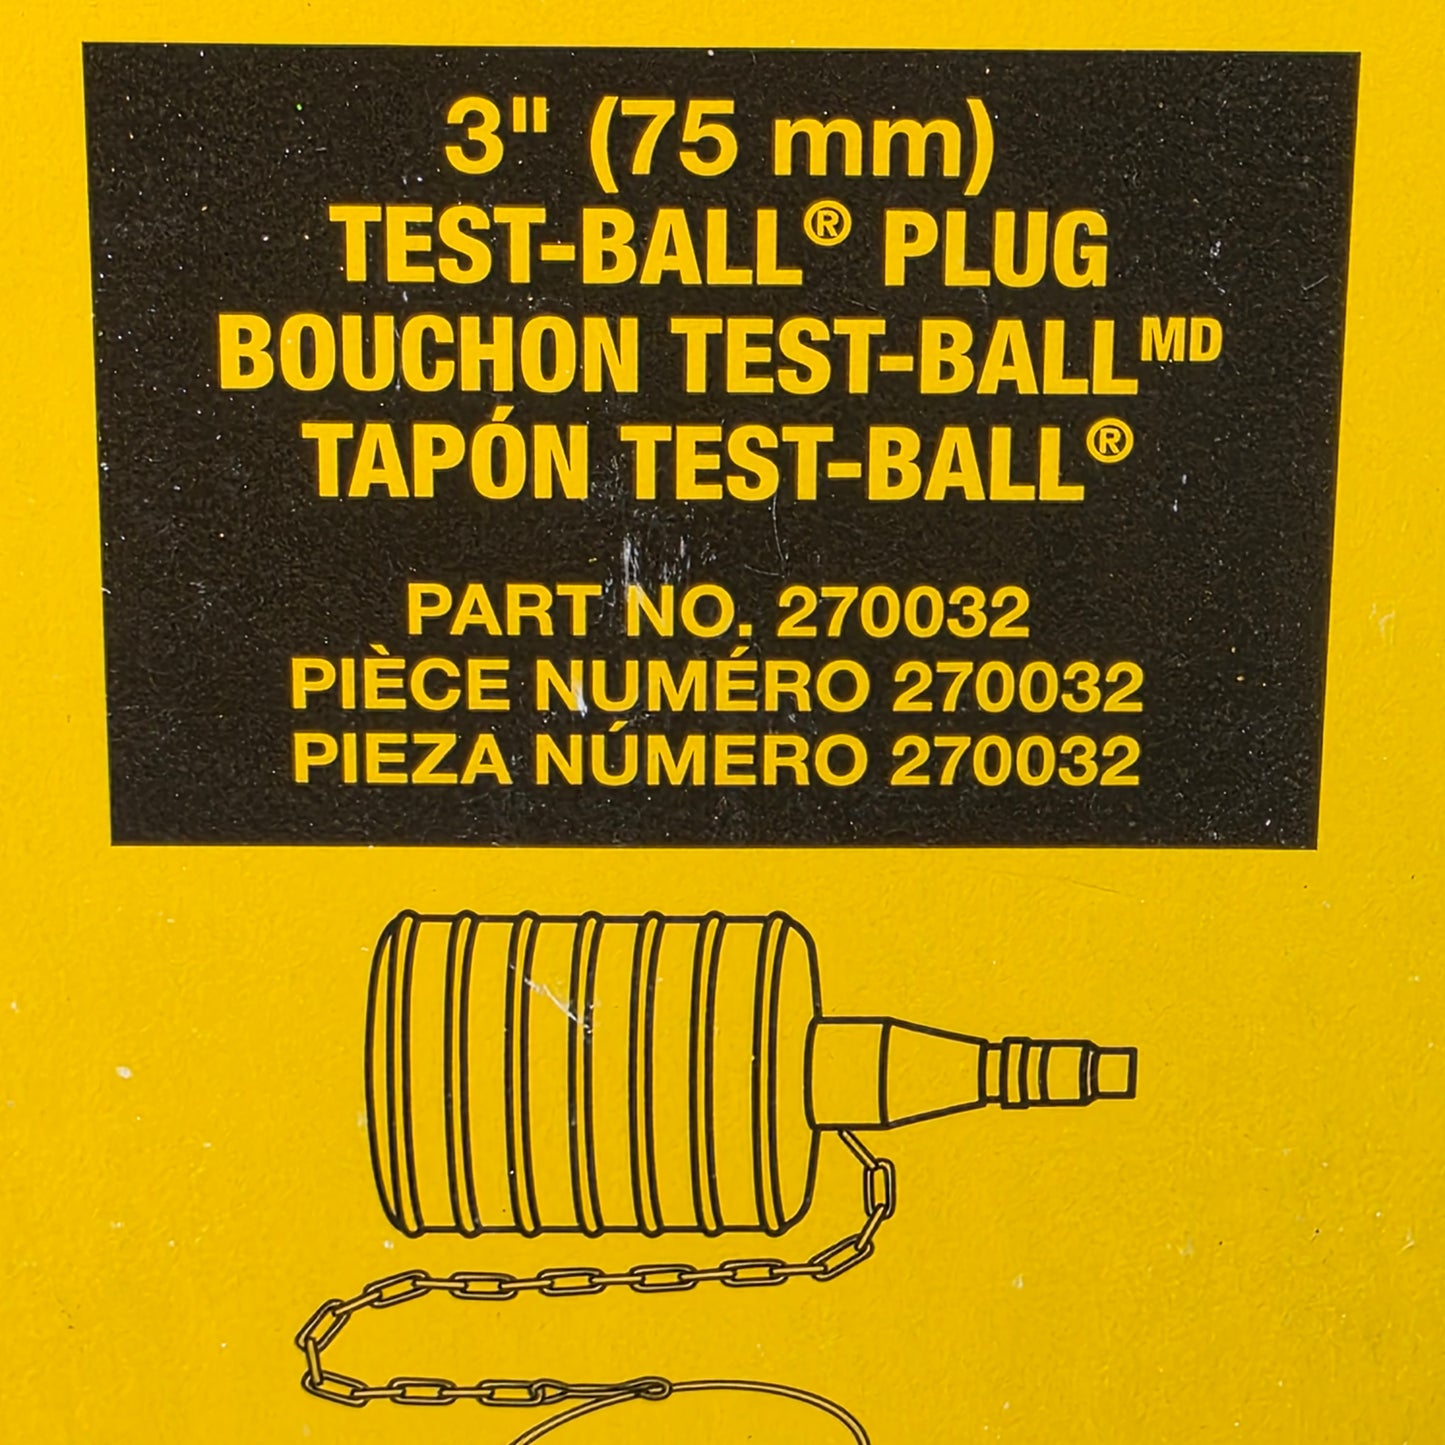 3" (75 mm)
TEST-BALL® PLUG
BOUCHON TEST-BALLMD
TAPÓN TEST-BALL®
PART NO. 270032
PIÈCE NUMÉRO 270032
PIEZA NÚMERO 270032